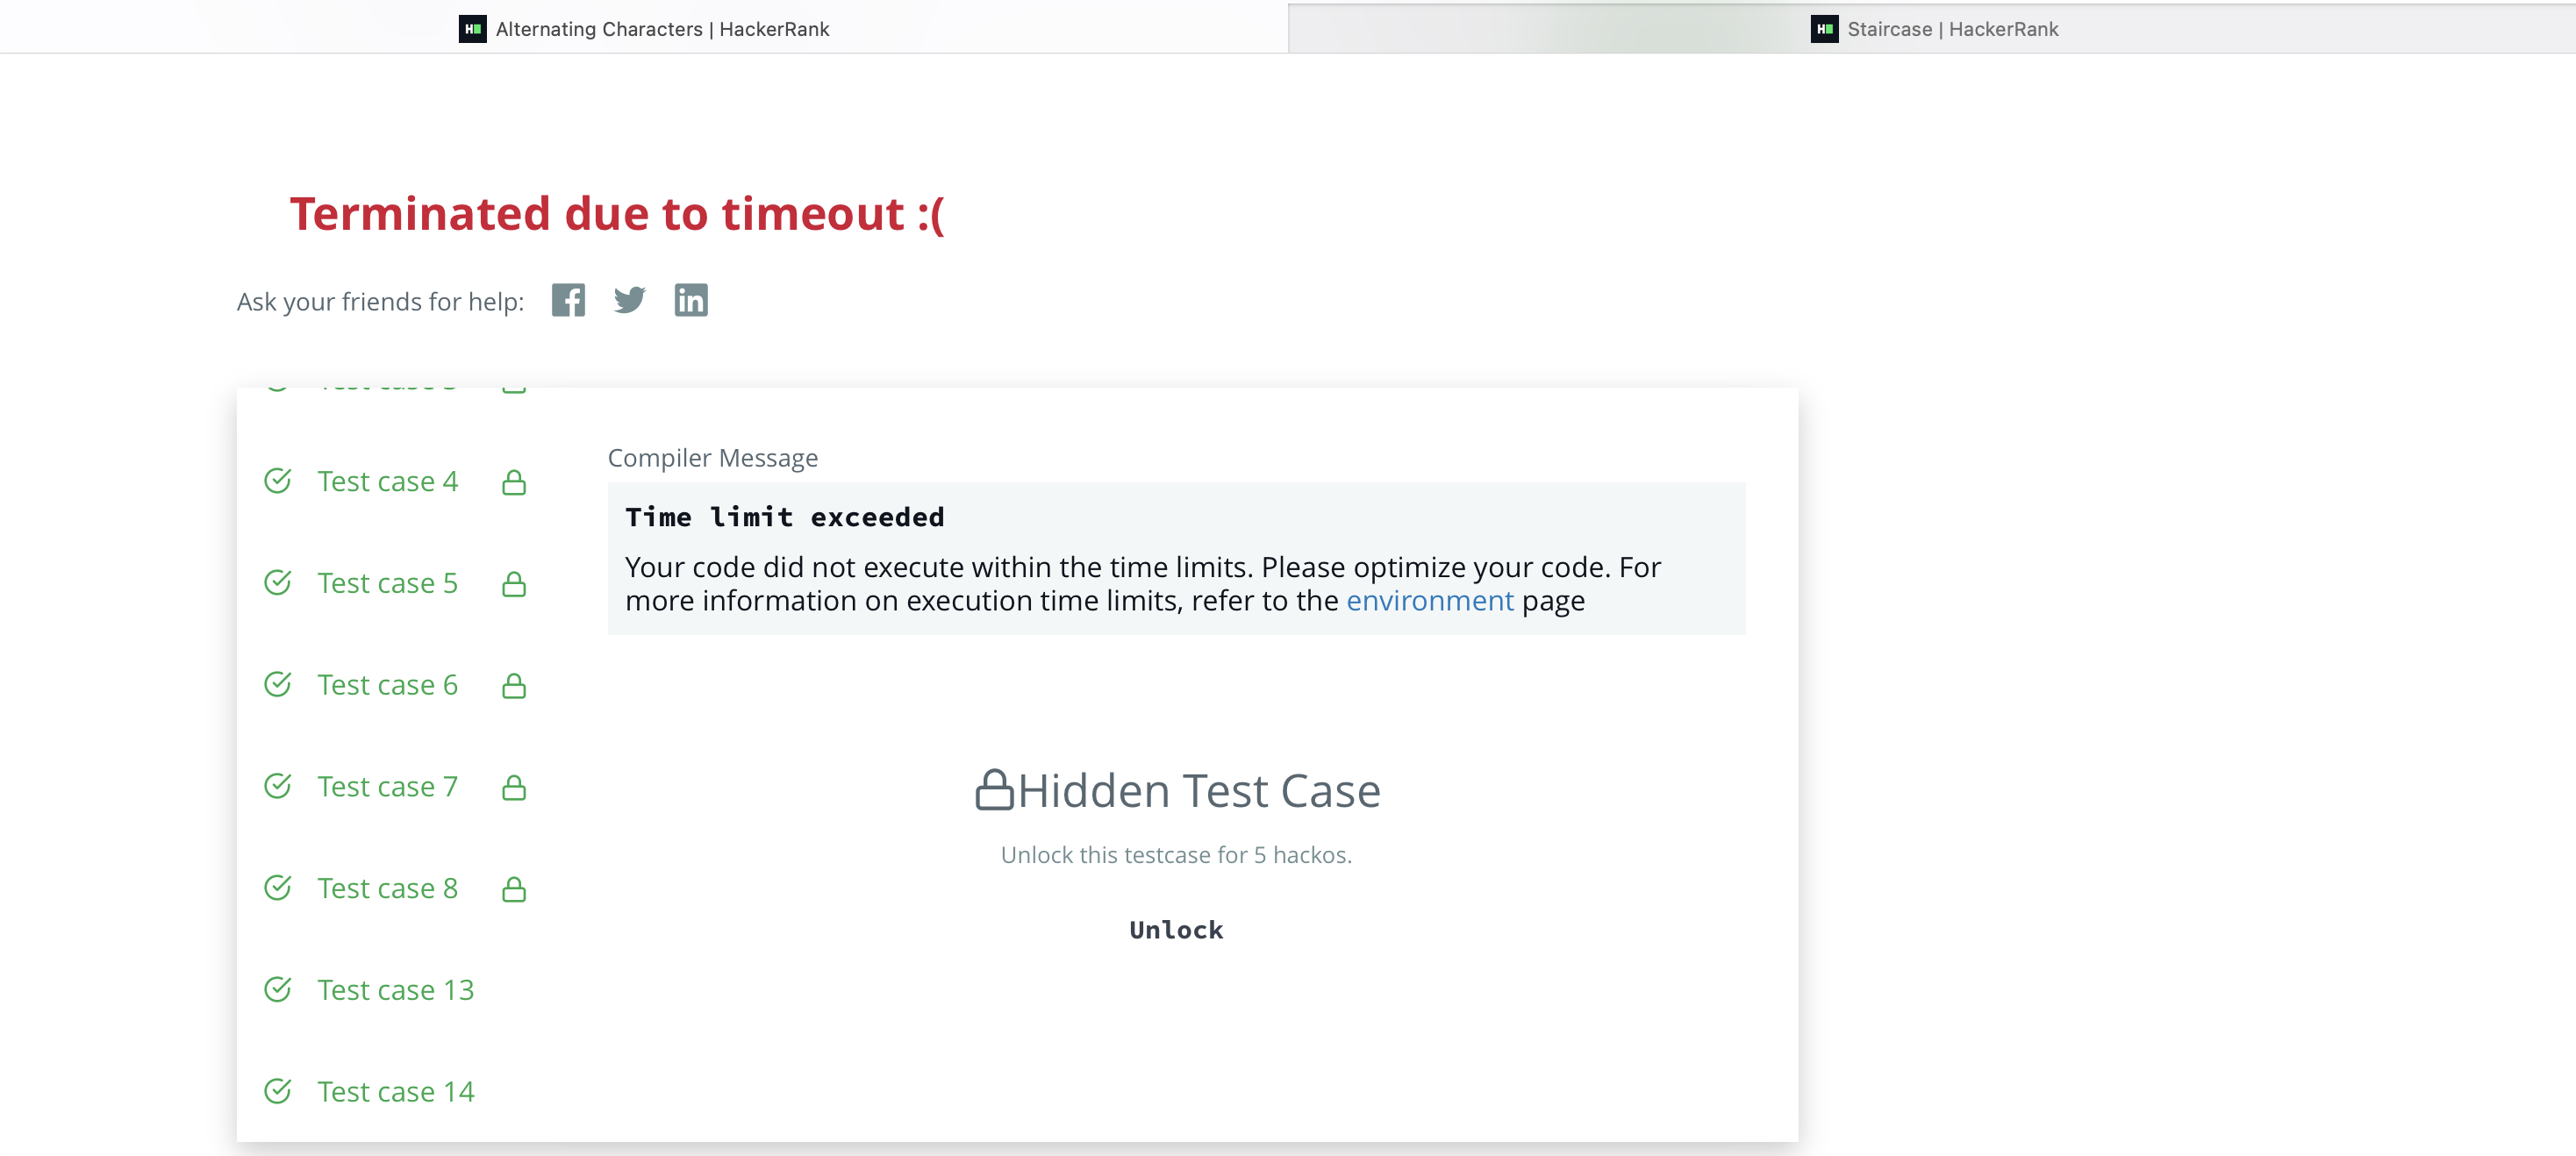 Alternating Characters | HackerRank
Staircase | HackerRank
Terminated due to timeout :(
Ask your friends for help:
Test case 4
Test case 5
Test case 6
Test case 7
Test case 8
Test case 13
Test case 14
Compiler Message
Time limit exceeded
Your code did not execute within the time limits. Please optimize your code. For
more information on execution time limits, refer to the environment page
Hidden Test Case
Unlock this testcase for 5 hackos.
Unlock